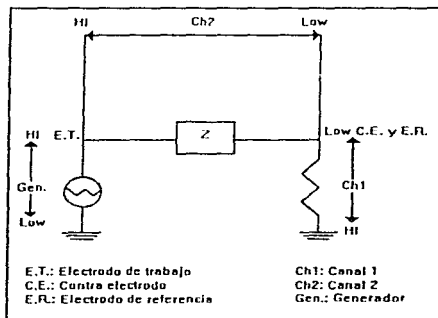 HI Ch2 Low
HI E.T. Z Low C.E. y E.R.
Gen. Ch1
Low HI
E.T.: Electrodo de trabajo Ch1: Canal 1
C.E.: Contra electrodo Ch2: Canal 2
E.R.: Electrodo de referencia Gen.: Generador